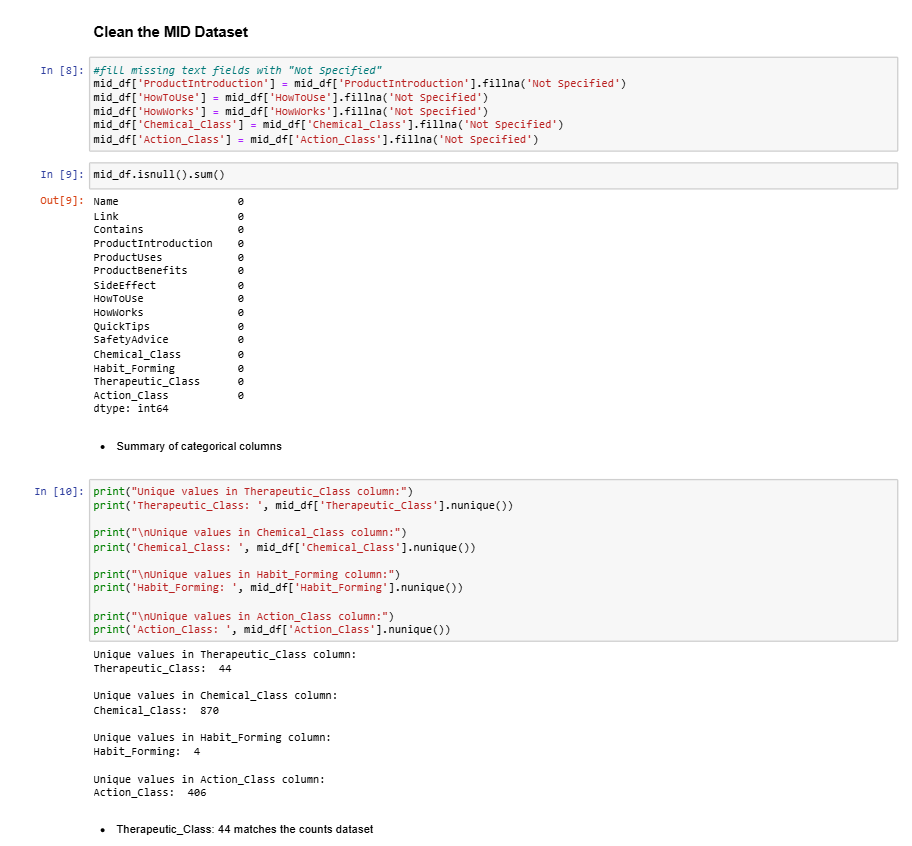 Clean the MID Dataset
In [8]: #fill missing text fields with "Not Specified"
mid_df['ProductIntroduction'] = mid_df['ProductIntroduction'].fillna('Not Specified')
mid_df['HowToUse'] = mid_df['HowToUse'].fillna('Not Specified')
mid_df['HowWorks'] = mid_df['HowWorks'].fillna('Not Specified')
mid_df['Chemical_Class'] = mid_df['Chemical_Class'].fillna('Not Specified')
mid_df['Action_Class'] = mid_df['Action_Class'].fillna('Not Specified')
In [9]: mid_df.isnull().sum()
Out[9]: Name 0
Link 0
Contains 0
ProductIntroduction 0
ProductUses 0
ProductBenefits 0
SideEffect 0
HowToUse 0
HowWorks 0
QuickTips 0
SafetyAdvice 0
Chemical_Class 0
Habit_Forming 0
Therapeutic_Class 0
Action_Class 0
dtype: int64
• Summary of categorical columns
In [10]: print("Unique values in Therapeutic_Class column:")
print('Therapeutic_Class: ', mid_df['Therapeutic_Class'].nunique())
print("\nUnique values in Chemical_Class column:")
print('Chemical_Class: ', mid_df['Chemical_Class'].nunique())
print("\nUnique values in Habit_Forming column:")
print('Habit_Forming: ', mid_df['Habit_Forming'].nunique())
print("\nUnique values in Action_Class column:")
print('Action_Class: ', mid_df['Action_Class'].nunique())
Unique values in Therapeutic_Class column:
Therapeutic_Class:  44
Unique values in Chemical_Class column:
Chemical_Class:  870
Unique values in Habit_Forming column:
Habit_Forming:  4
Unique values in Action_Class column:
Action_Class:  406
• Therapeutic_Class: 44 matches the counts dataset